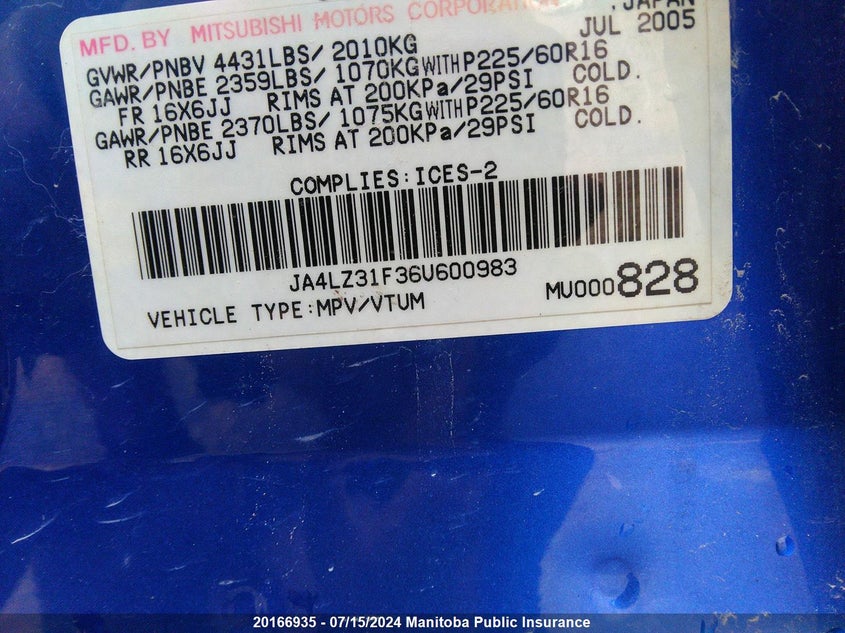 MFD. BY MITSUBISHI MOTORS CORPORATION ,JAPAN
JUL 2005
GVWR/PNBV 4431LBS/ 2010KG
GAWR/PNBE 2359LBS/ 1070KG WITH P225/60R16
FR 16X6JJ RIMS AT 200KPa/29PSI COLD.
GAWR/PNBE 2370LBS/ 1075KG WITH P225/60R16
RR 16X6JJ RIMS AT 200KPa/29PSI COLD.
COMPLIES:ICES-2
JA4LZ31F36U600983
VEHICLE TYPE:MPV/VTUM MU000828
20166935 - 07/15/2024 Manitoba Public Insurance